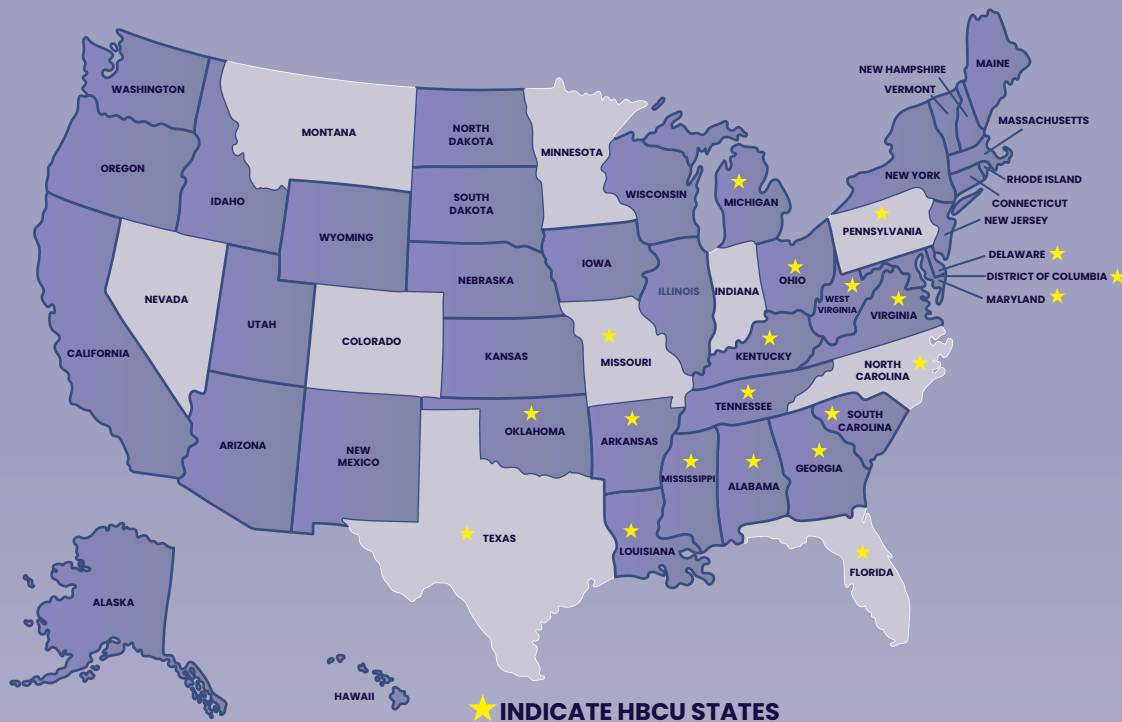 MAINE
NEW HAMPSHIRE
VERMONT
WASHINGTON
MASSACHUSETTS
MONTANA
NORTH
DAKOTA
MINNESOTA
OREGON
NEW YORK
RHODE ISLAND
IDAHO
SOUTH
DAKOTA
WISCONSIN
MICHIGAN
CONNECTICUT
NEW JERSEY
WYOMING
PENNSYLVANIA
DELAWARE
IOWA
NEBRASKA
OHIO
DISTRICT OF COLUMBIA
NEVADA
ILLINOIS
INDIANA
WEST
VIRGINIA
MARYLAND
UTAH
VIRGINIA
COLORADO
CALIFORNIA
KANSAS
MISSOURI
KENTUCKY
NORTH
CAROLINA
TENNESSEE
ARIZONA
NEW
MEXICO
OKLAHOMA
ARKANSAS
SOUTH
CAROLINA
MISSISSIPPI
ALABAMA
GEORGIA
TEXAS
LOUISIANA
FLORIDA
ALASKA
HAWAII
INDICATE HBCU STATES